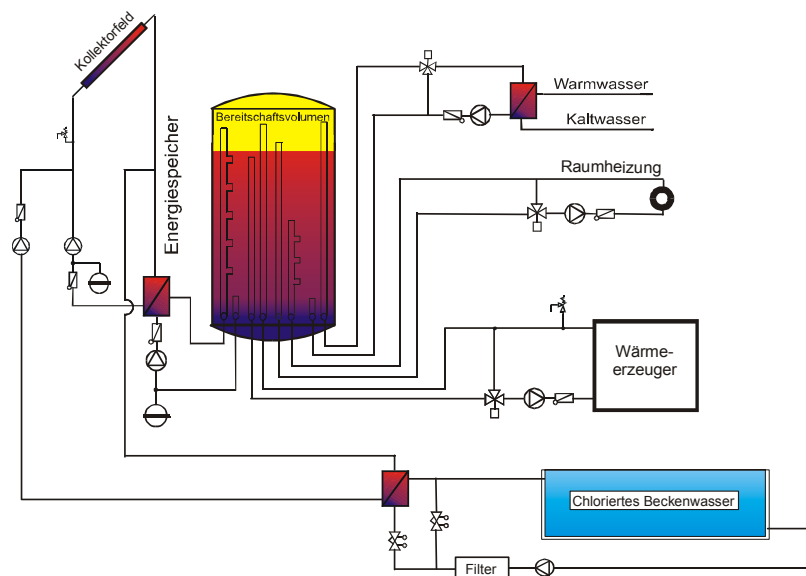 Kollektorfeld
Energiespeicher
Bereitschaftsvolumen
Warmwasser
Kaltwasser
Raumheizung
Wärme-
erzeuger
Chloriertes Beckenwasser
Filter